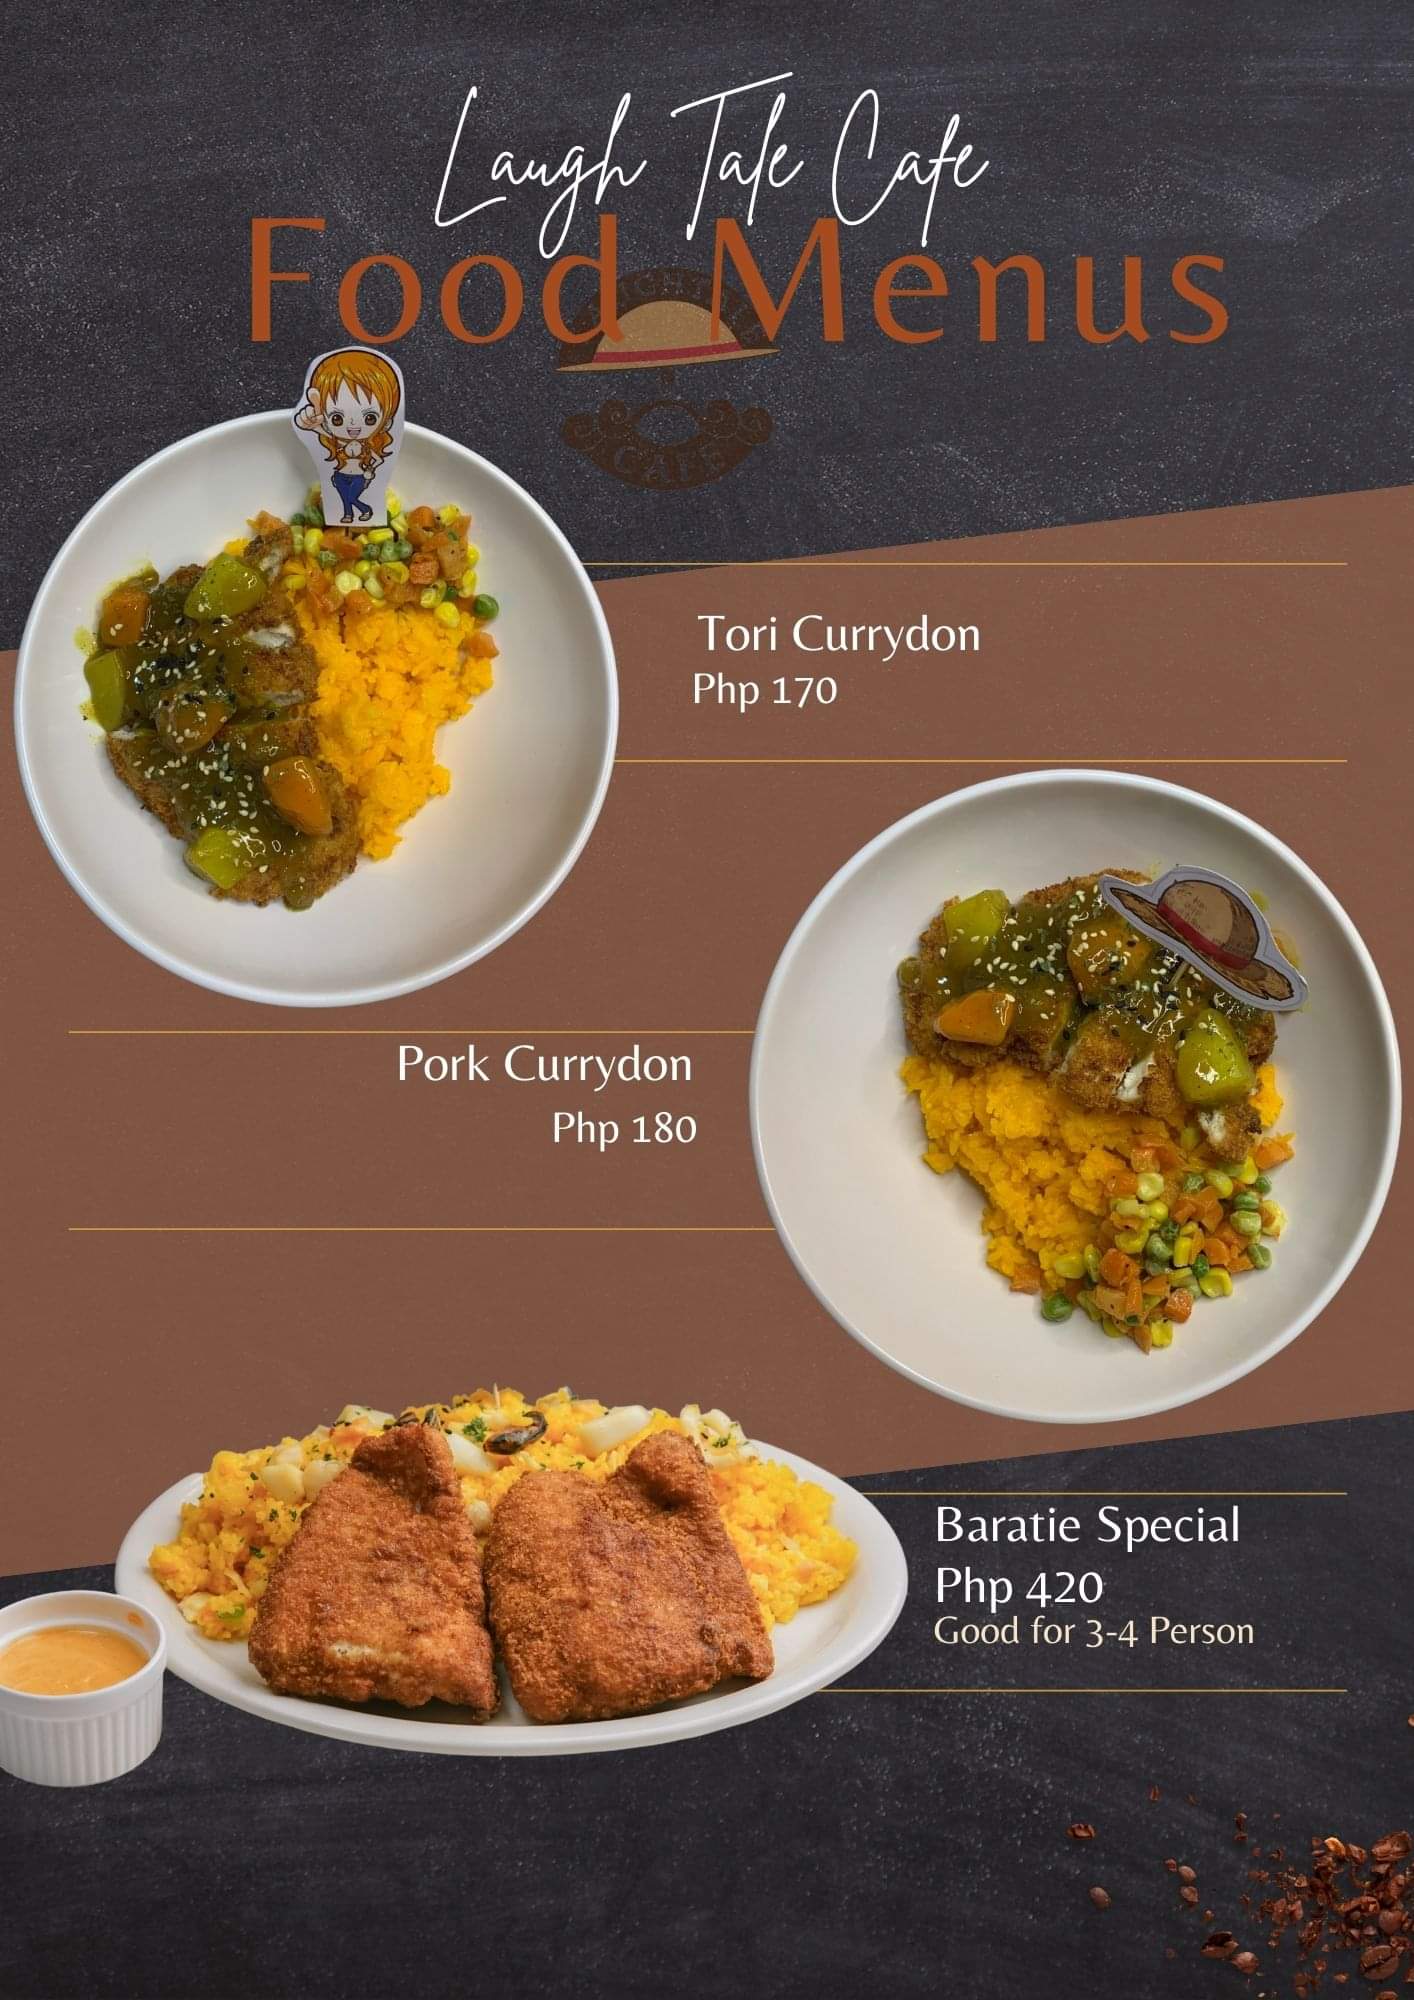 Laugh Tale Cafe
Food Menus
CAFE
Tori Currydon
Php 170
Pork Currydon
Php 180
Baratie Special
Php 420
Good for 3-4 Person